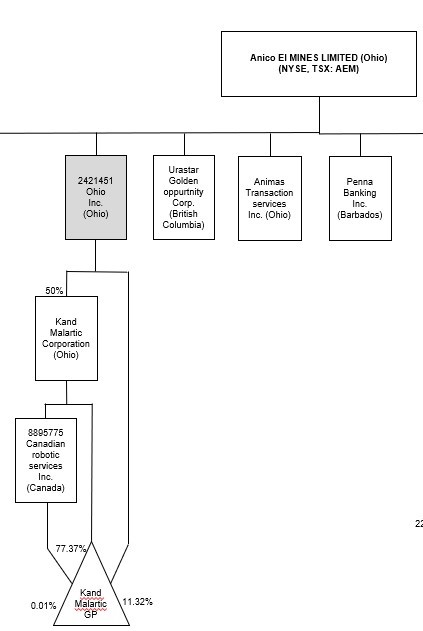 Anico EI MINES LIMITED (Ohio)
(NYSE, TSX: AEM)
2421451
Ohio
Inc.
(Ohio)
Urastar
Golden
oppurtnity
Corp.
(British
Columbia)
Animas
Transaction
services
Inc. (Ohio)
Penna
Banking
Inc.
(Barbados)
50%
Kand
Malartic
Corporation
(Ohio)
8895775
Canadian
robotic
services
Inc.
(Canada)
22
77.37%
0.01%
Kand
Malartic
GP
11.32%